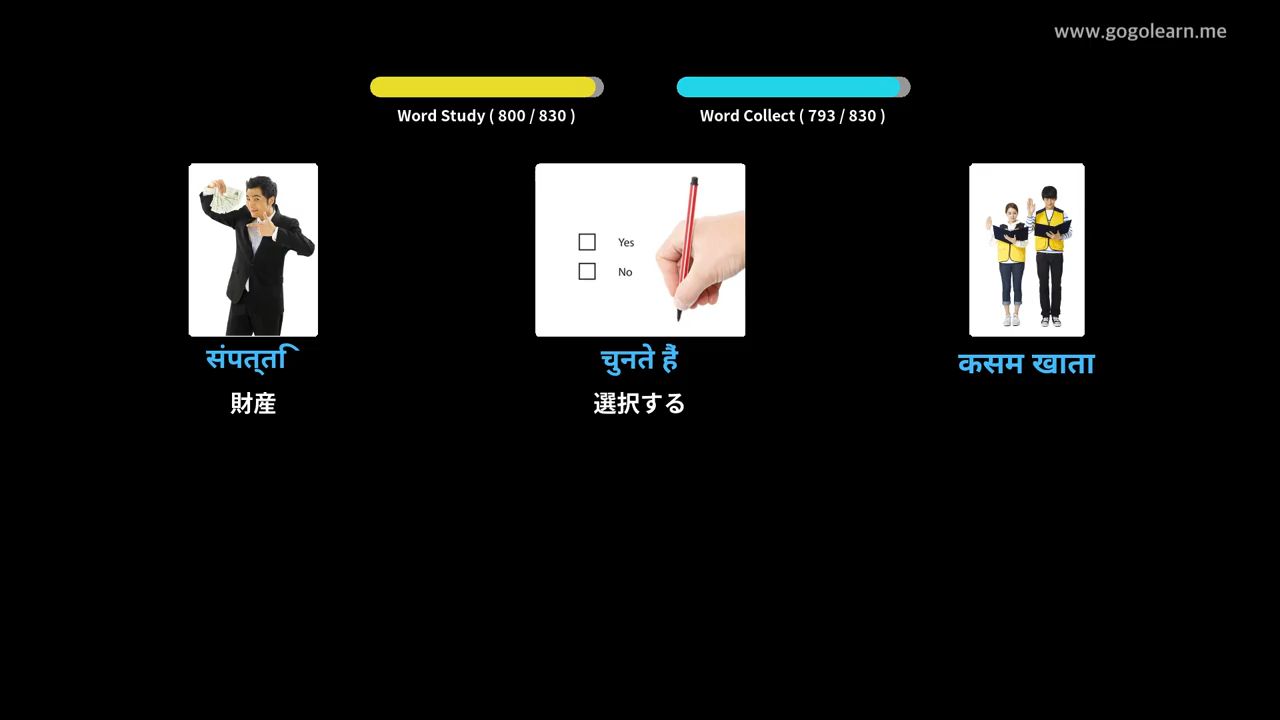 www.gogolearn.me
Word Study ( 800 / 830 )
Word Collect ( 793 / 830 )
Yes
No
संपत्ति
चुनते हैं
कसम खाता
財産
選択する